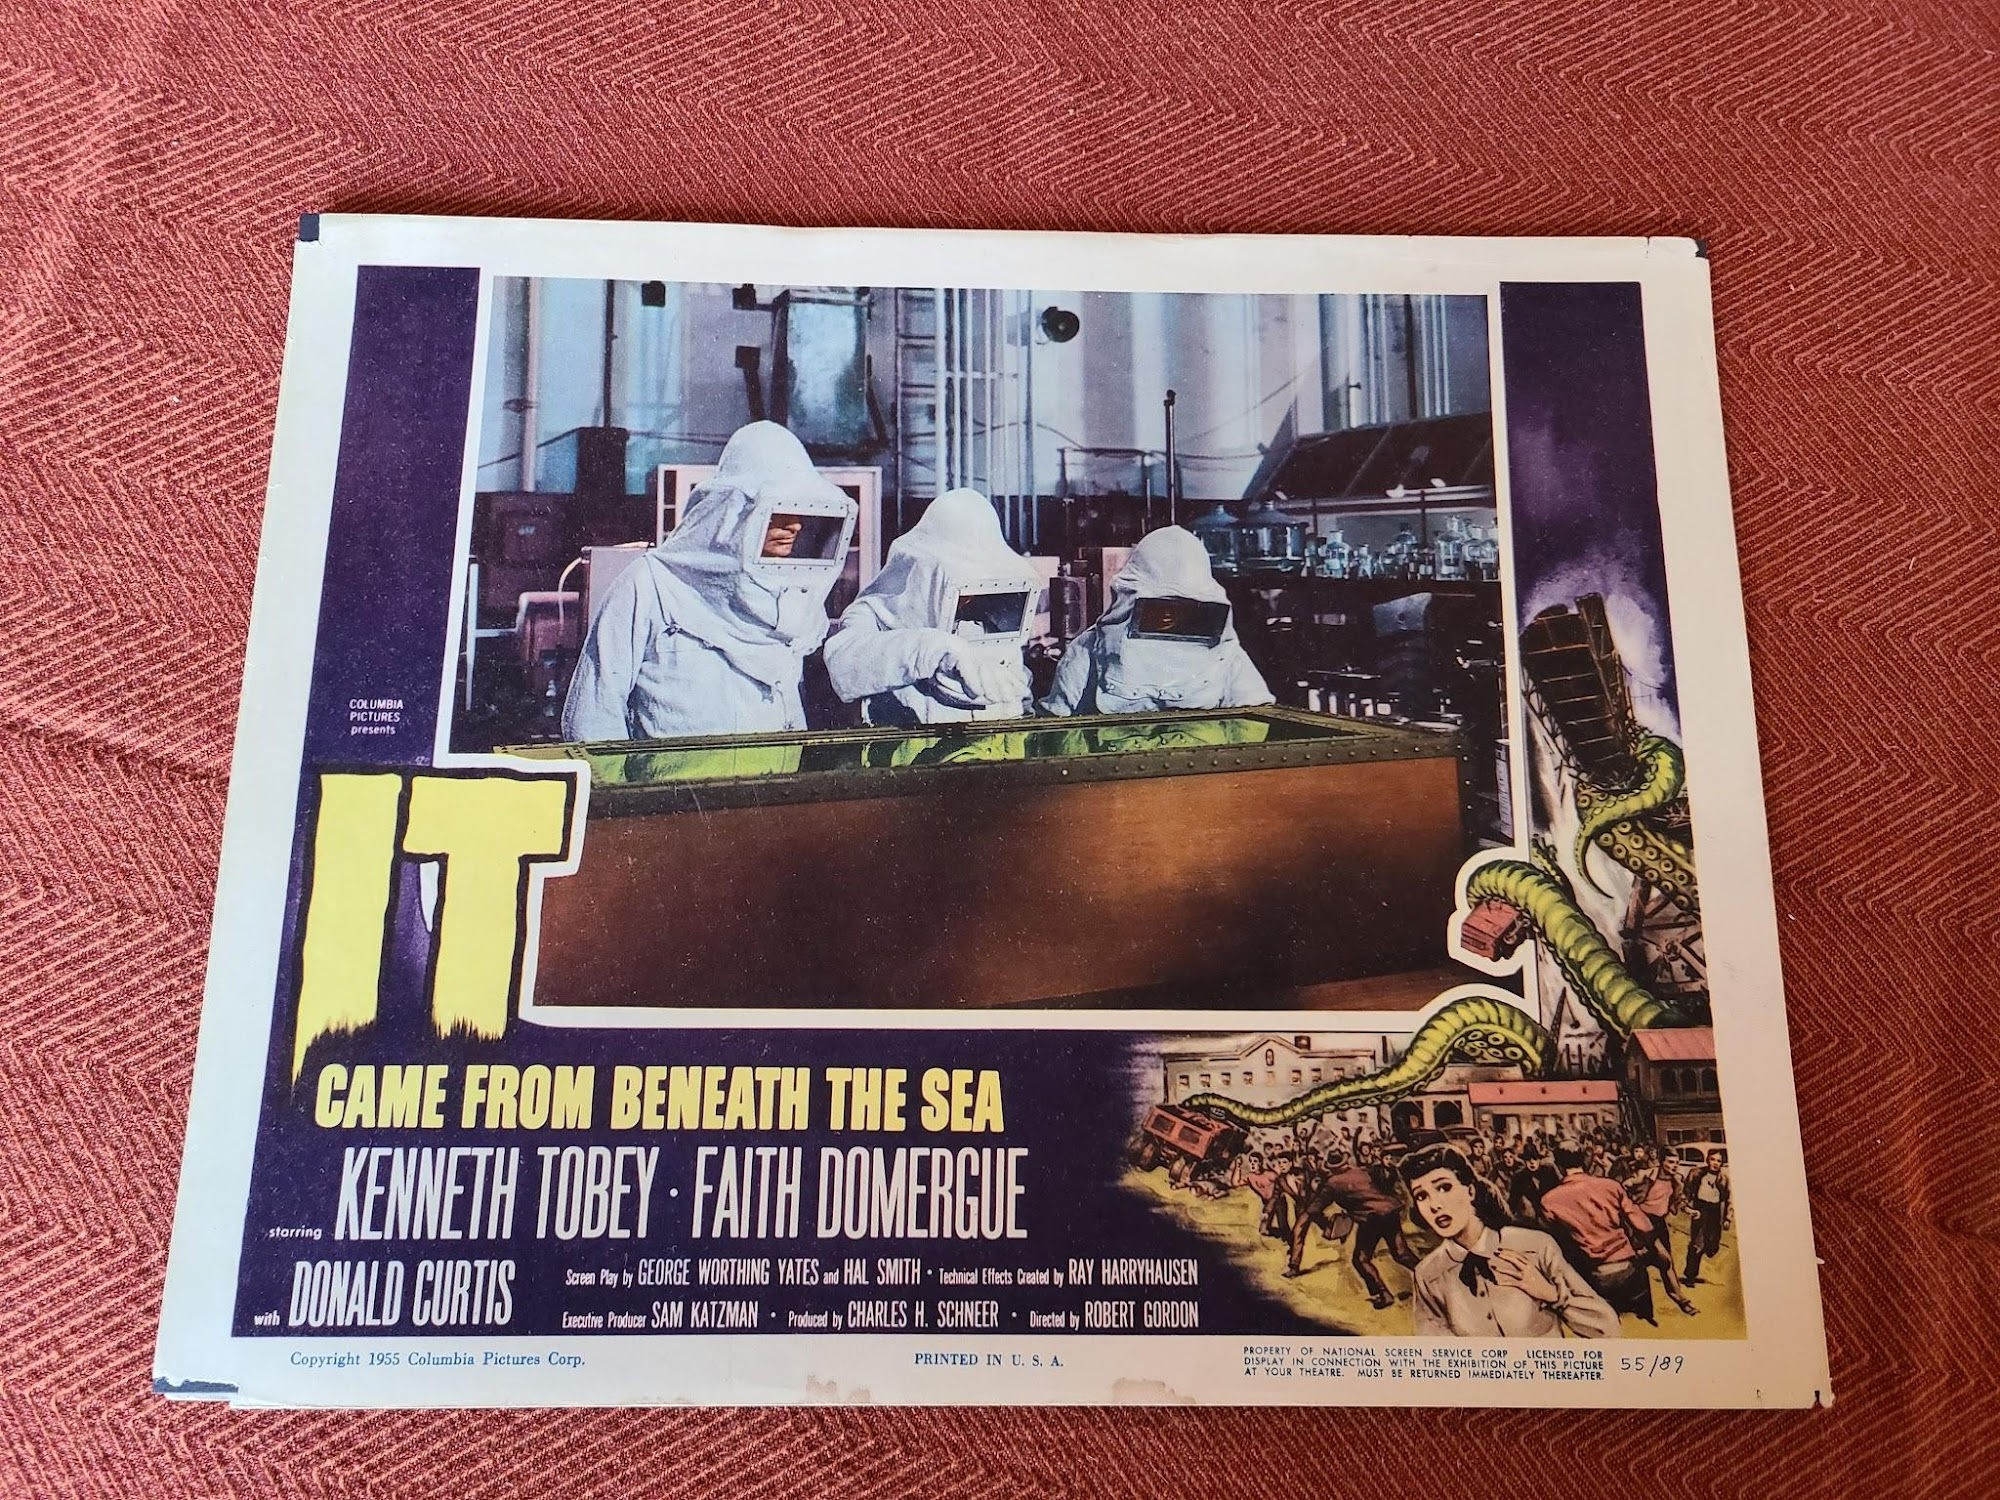 COLUMBIA
PICTURES
presents
IT
CAME FROM BENEATH THE SEA
starring KENNETH TOBEY · FAITH DOMERGUE
with DONALD CURTIS
Screen Play by GEORGE WORTHING YATES and HAL SMITH • Technical Effects Created by RAY HARRYHAUSEN
Executive Producer SAM KATZMAN • Produced by CHARLES H. SCHNEER • Directed by ROBERT GORDON
Copyright 1955 Columbia Pictures Corp.
PRINTED IN U. S. A.
PROPERTY OF NATIONAL SCREEN SERVICE CORP LICENSED FOR
DISPLAY IN CONNECTION WITH THE EXHIBITION OF THIS PICTURE
AT YOUR THEATRE. MUST BE RETURNED IMMEDIATELY THEREAFTER.
55/89